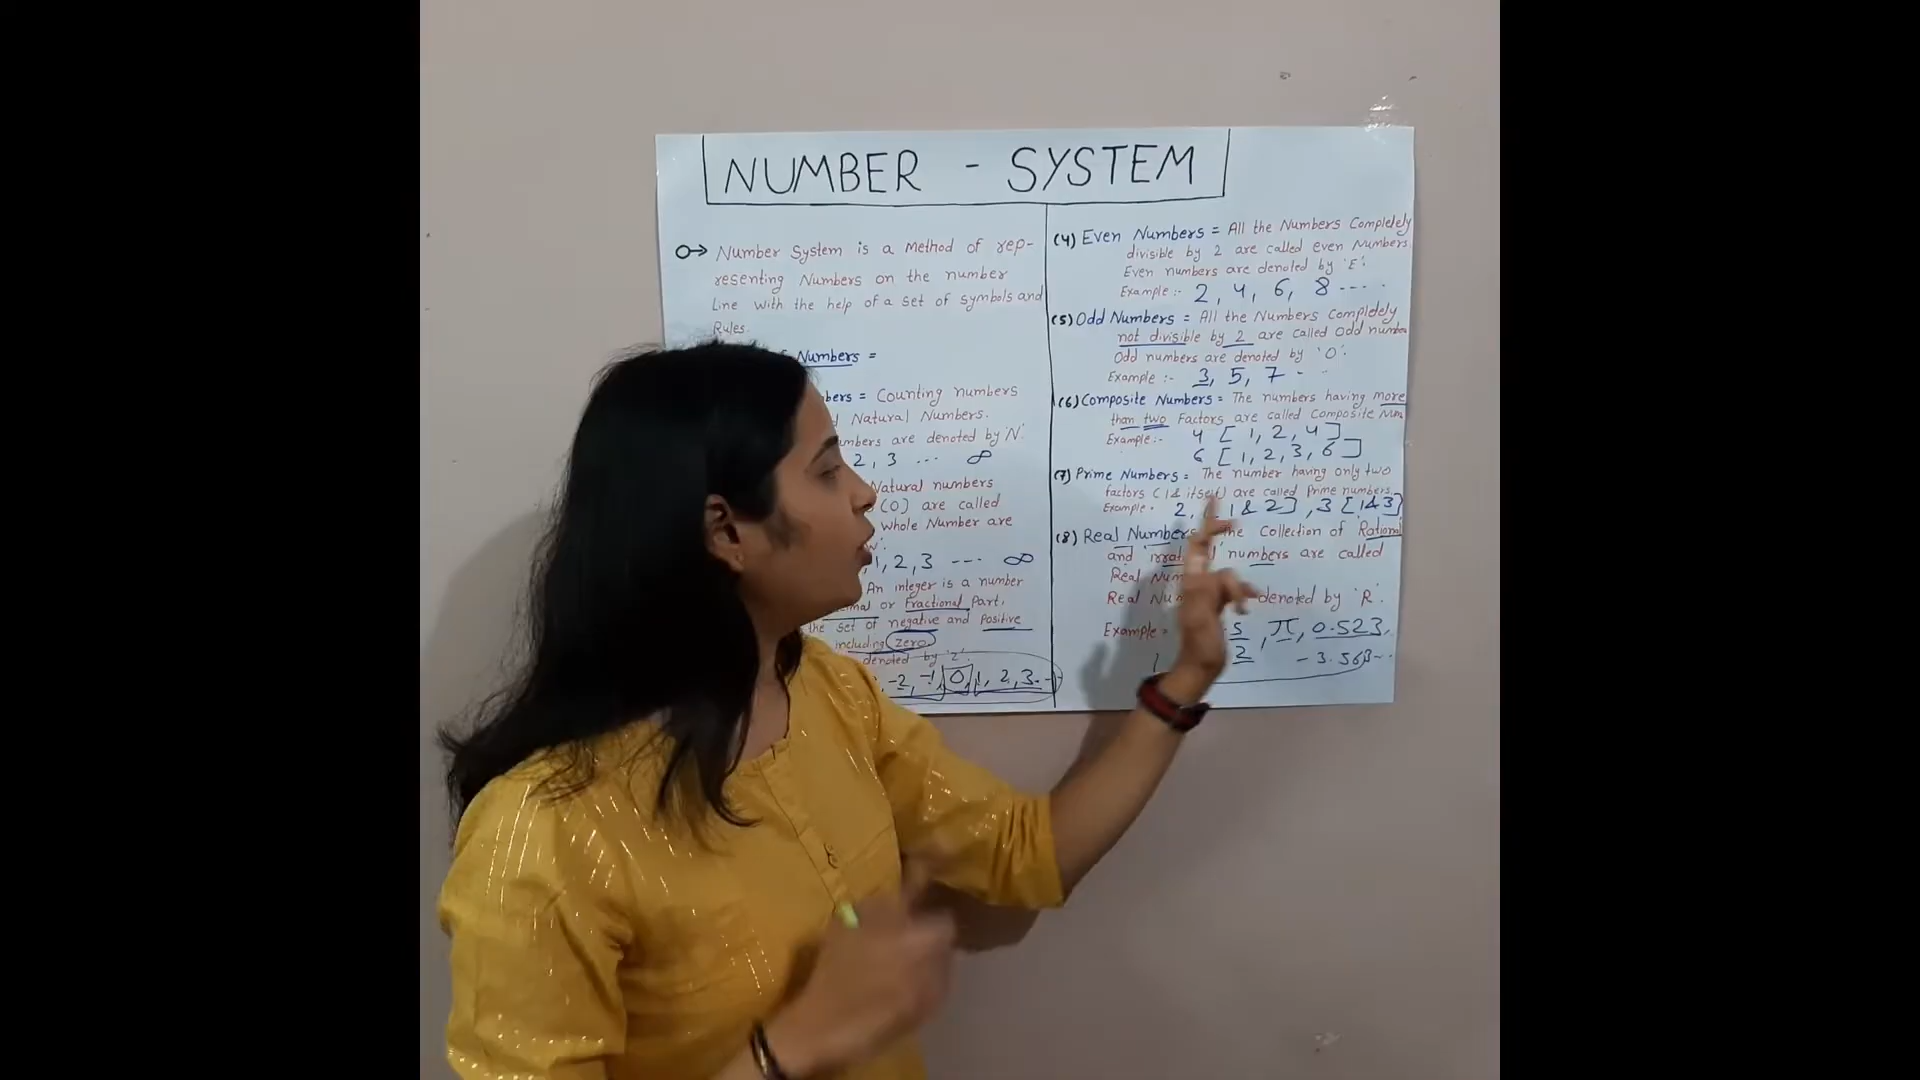 NUMBER - SYSTEM
Number System is a Method of rep-
resenting Numbers on the number
Line with the help of a set of symbols and
Rules.
Numbers =
= Counting numbers
Natural Numbers.
are denoted by 'N'.
2, 3 ... ∞
Natural numbers
(0) are called
Whole Number are
1, 2, 3 --- ∞
An integer is a number
or Fractional Part,
the set of negative and Positive
including Zero.
denoted by 'Z'.
-2, -1, 0, 1, 2, 3. -
(4) Even Numbers = All the Numbers Completely
divisible by 2 are called even Numbers.
Even numbers are denoted by 'E'.
Example :- 2, 4, 6, 8 ----.
(5) Odd Numbers = All the Numbers Completely
not divisible by 2 are called Odd number
Odd numbers are denoted by 'O'.
Example :- 3, 5, 7 - ..
(6) Composite Numbers = The numbers having more
than two Factors are called Composite Num
Example :- 4 [ 1, 2, 4 ]
6 [ 1, 2, 3, 6 ]
(7) Prime Numbers = The number having only two
factors (1 & itself) are called Prime numbers.
Example - 2, [ 1 & 2 ], 3 [ 1 & 3 ]
(8) Real Numbers The Collection of Rational
and numbers are called
Real
Real denoted by 'R'.
Example = 5, π, 0.523,
2 -3.563--